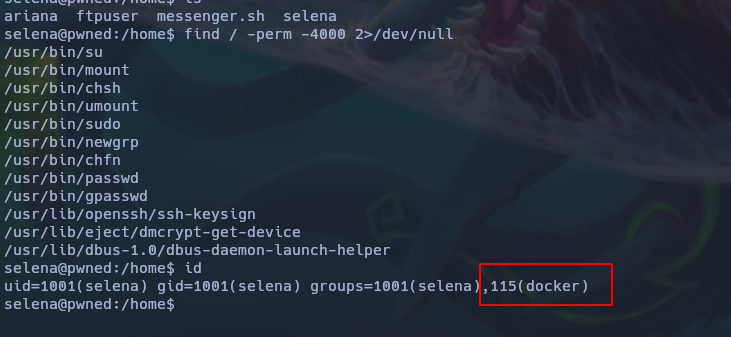 ariana  ftpuser  messenger.sh  selena
selena@pwned:/home$ find / -perm -4000 2>/dev/null
/usr/bin/su
/usr/bin/mount
/usr/bin/chsh
/usr/bin/umount
/usr/bin/sudo
/usr/bin/newgrp
/usr/bin/chfn
/usr/bin/passwd
/usr/bin/gpasswd
/usr/lib/openssh/ssh-keysign
/usr/lib/eject/dmcrypt-get-device
/usr/lib/dbus-1.0/dbus-daemon-launch-helper
selena@pwned:/home$ id
uid=1001(selena) gid=1001(selena) groups=1001(selena),115(docker)
selena@pwned:/home$